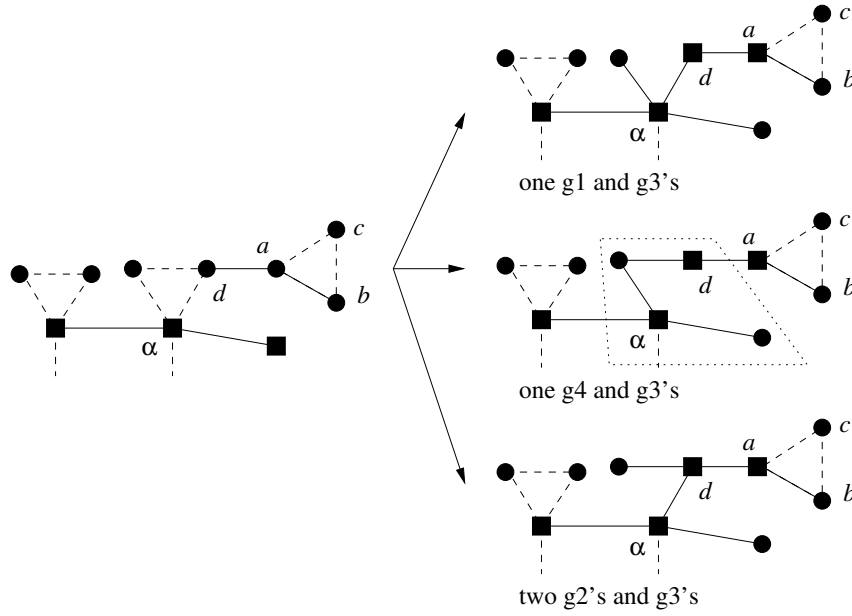 c
a
b
d
α
one g1 and g3's
c
a
b
d
α
c
a
b
d
α
one g4 and g3's
c
a
b
d
α
two g2's and g3's